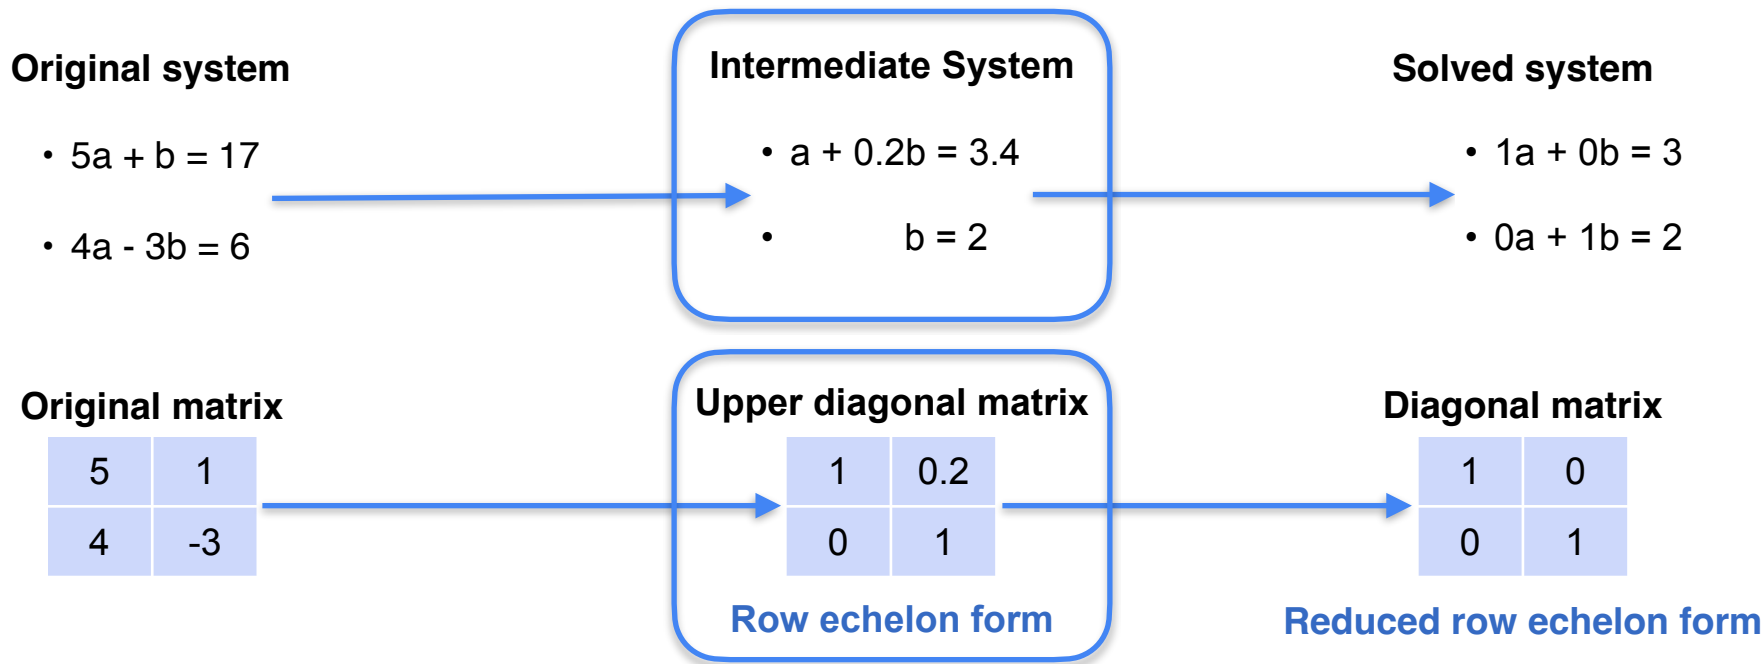 Original system
• 5a + b = 17
• 4a - 3b = 6
Intermediate System
• a + 0.2b = 3.4
• b = 2
Solved system
• 1a + 0b = 3
• 0a + 1b = 2
Original matrix
5 1
4 -3
Upper diagonal matrix
1 0.2
0 1
Row echelon form
Diagonal matrix
1 0
0 1
Reduced row echelon form